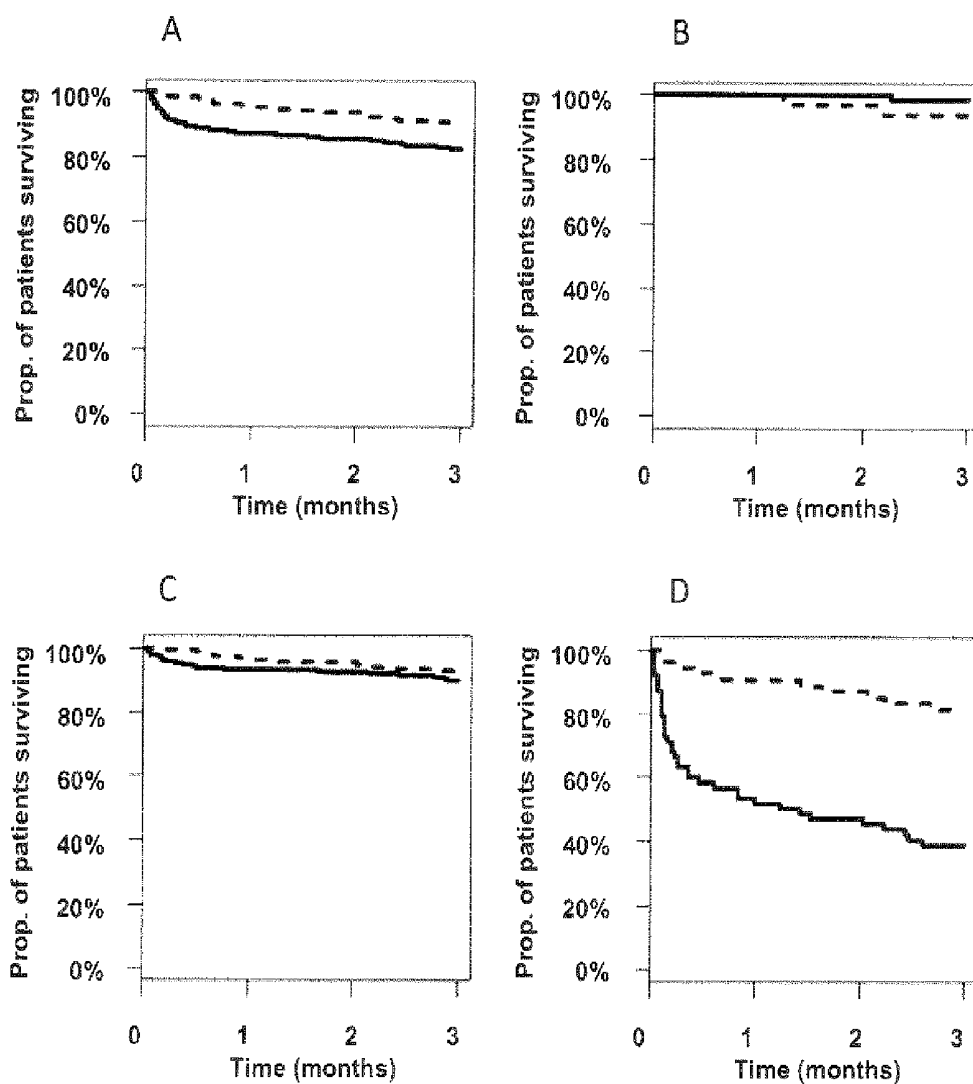 A
Prop. of patients surviving
100%
80%
60%
40%
20%
0%
0 1 2 3
Time (months)
B
Prop. of patients surviving
100%
80%
60%
40%
20%
0%
0 1 2 3
Time (months)
C
Prop. of patients surviving
100%
80%
60%
40%
20%
0%
0 1 2 3
Time (months)
D
Prop. of patients surviving
100%
80%
60%
40%
20%
0%
0 1 2 3
Time (months)